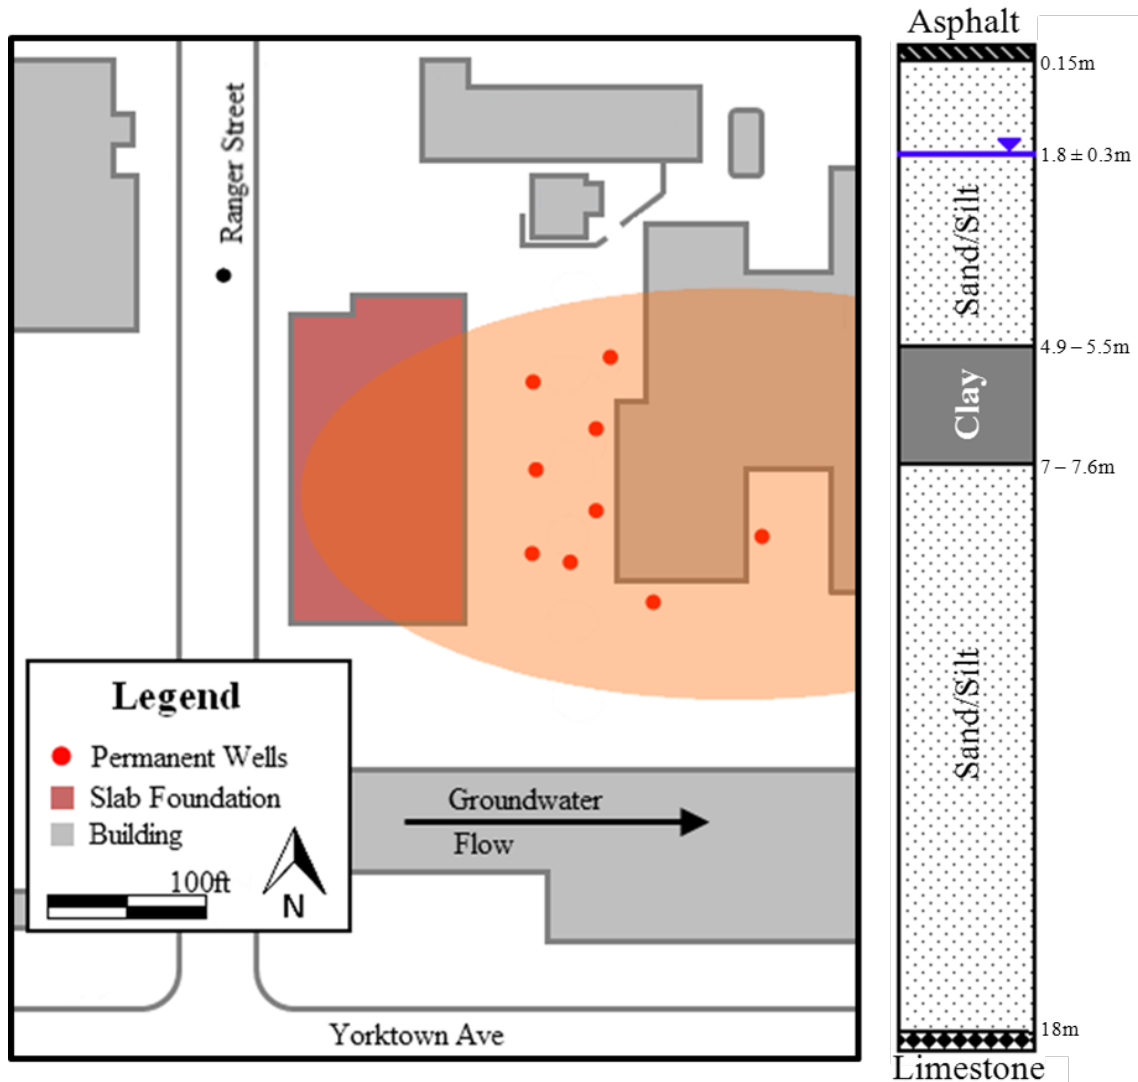 Ranger Street
Legend
Permanent Wells
Slab Foundation
Building
100ft
N
Groundwater
Flow
Yorktown Ave
Asphalt
0.15m
1.8 ± 0.3m
Sand/Silt
4.9 – 5.5m
Clay
7 – 7.6m
Sand/Silt
18m
Limestone